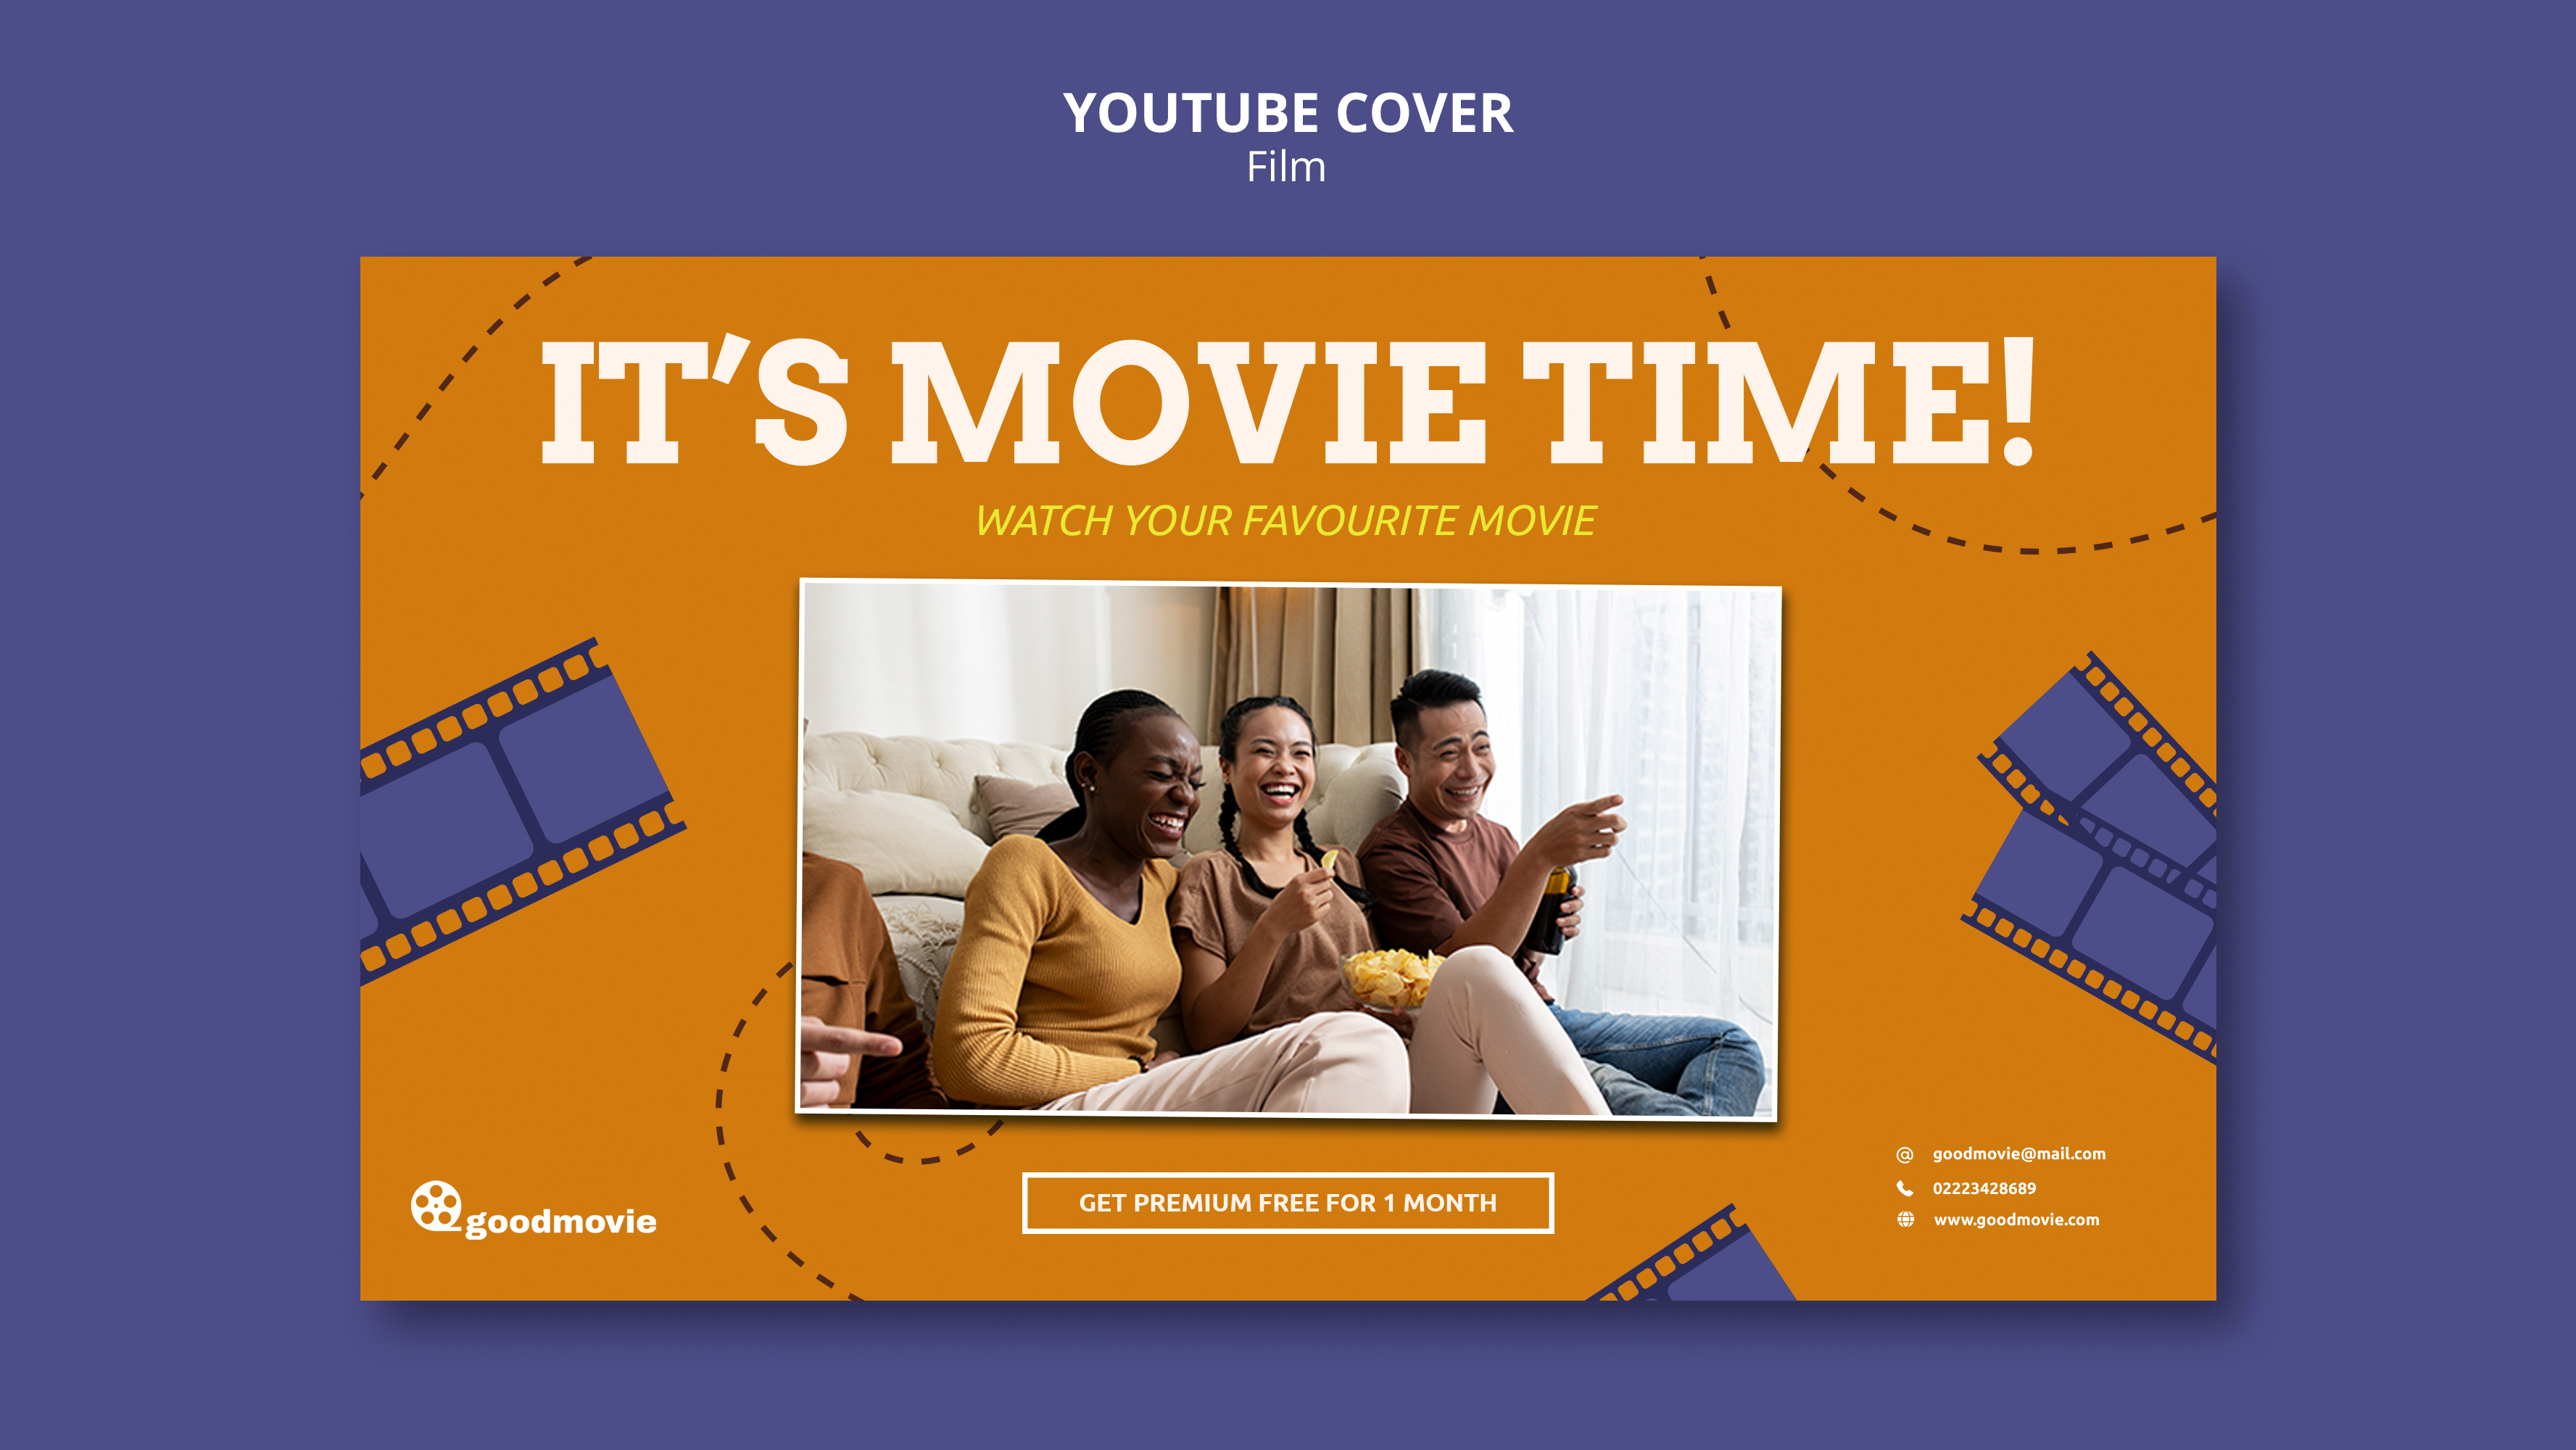 YOUTUBE COVER
Film
IT’S MOVIE TIME!
WATCH YOUR FAVOURITE MOVIE
goodmovie
GET PREMIUM FREE FOR 1 MONTH
@ goodmovie@mail.com
02223428689
www.goodmovie.com